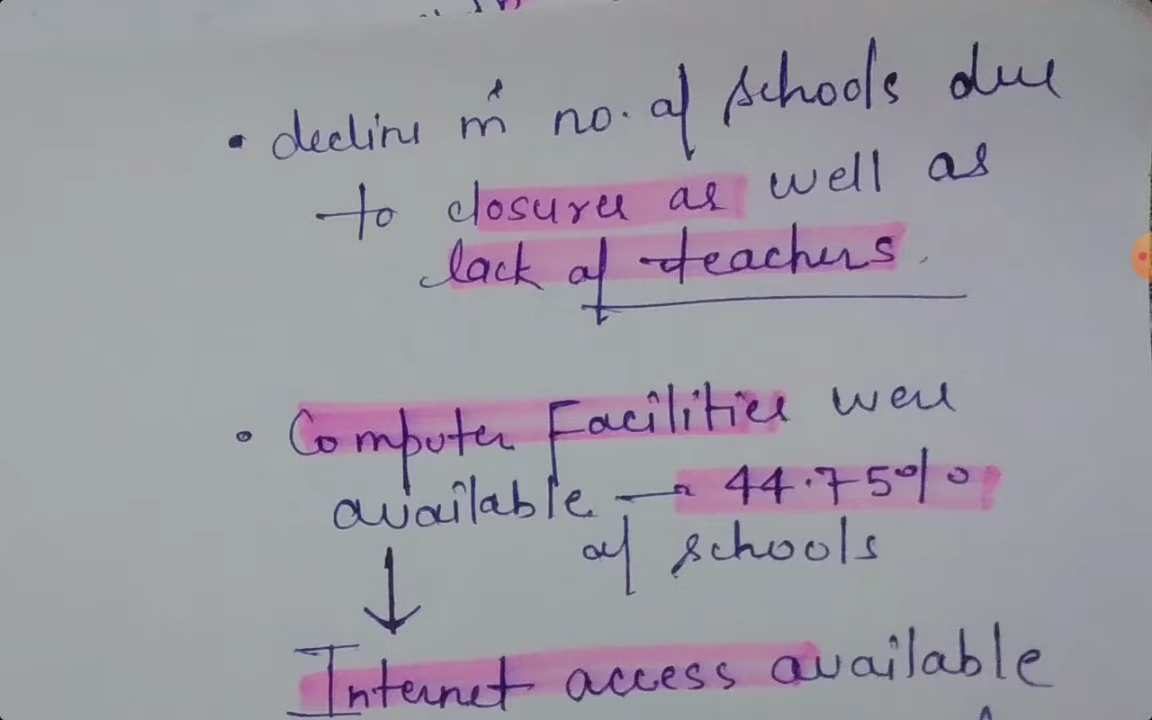 • decline in no. of schools due
to closures as well as
lack of teachers.
• Computer Facilities were
available → 44.75%
of schools
↓
Internet access available